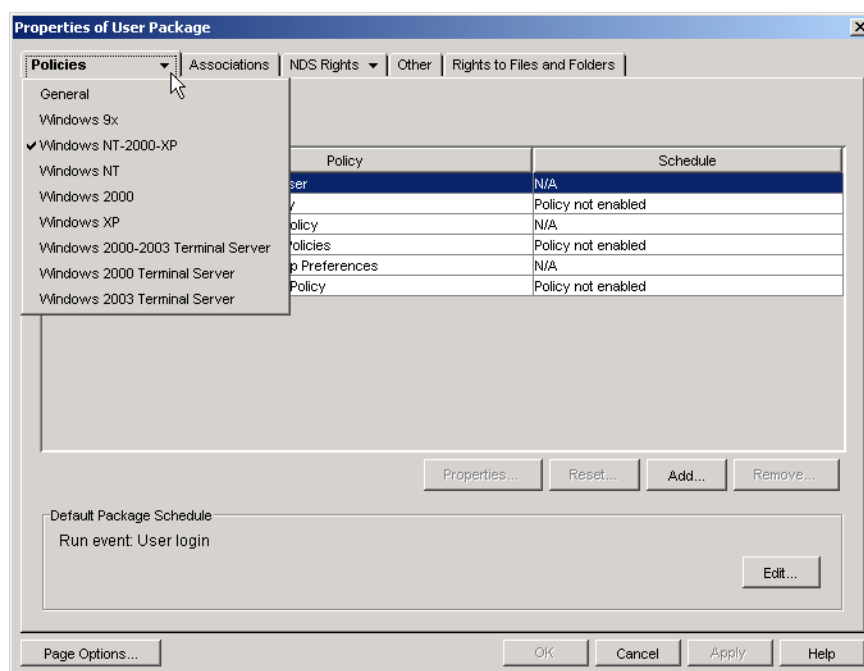 Properties of User Package
Policies Associations NDS Rights Other Rights to Files and Folders
General
Windows 9x
Windows NT-2000-XP
Windows NT
Windows 2000
Windows XP
Windows 2000-2003 Terminal Server
Windows 2000 Terminal Server
Windows 2003 Terminal Server
Policy Schedule
ser N/A
Policy not enabled
olicy N/A
Policies Policy not enabled
p Preferences N/A
Policy Policy not enabled
Properties... Reset... Add... Remove...
Default Package Schedule
Run event: User login
Edit...
Page Options... OK Cancel Apply Help